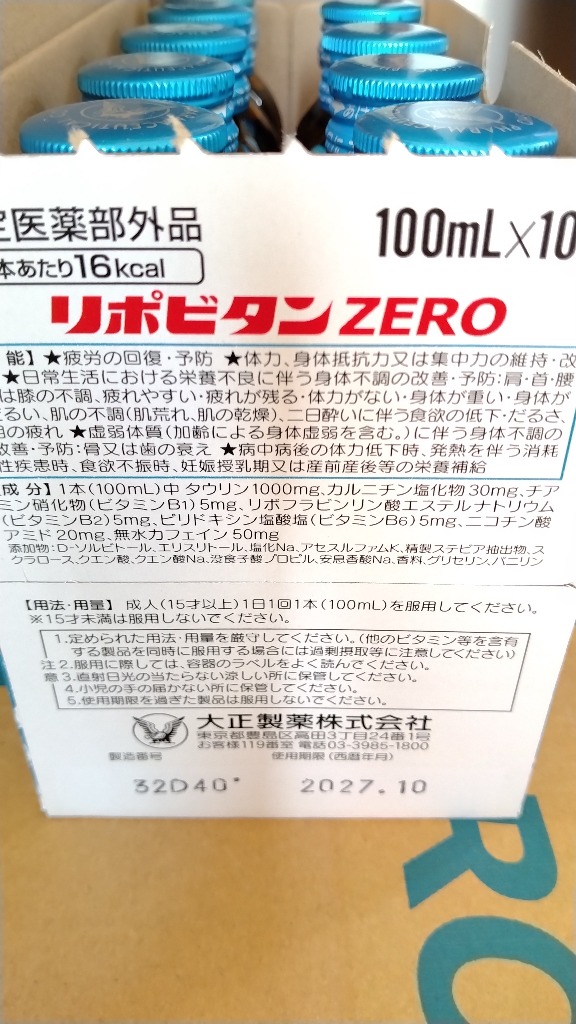 医薬部外品
100mL×10
本あたり16kcal
リポビタンZERO
能】★疲労の回復・予防 ★体力、身体抵抗力又は集中力の維持・改
★日常生活における栄養不良に伴う身体不調の改善・予防:肩・首・腰
は膝の不調、疲れやすい・疲れが残る・体力がない・身体が重い・身体が
るい、肌の不調(肌荒れ、肌の乾燥)、二日酔いに伴う食欲の低下・だるさ、
の疲れ ★虚弱体質(加齢による身体虚弱を含む。)に伴う身体不調の
改善・予防:骨又は歯の衰え ★病中病後の体力低下時、発熱を伴う消耗
性疾患時、食欲不振時、妊娠授乳期又は産前産後等の栄養補給
成 分】1本(100mL)中 タウリン1000mg、カルニチン塩化物30mg、チア
ミン硝化物(ビタミンB1)5mg、リボフラビンリン酸エステルナトリウム
(ビタミンB2)5mg、ピリドキシン塩酸塩(ビタミンB6)5mg、ニコチン酸
アミド20mg、無水カフェイン50mg
添加物:D-ソルビトール、エリスリトール、塩化Na、アセスルファムK、精製ステビア抽出物、ス
クラロース、クエン酸、クエン酸Na、没食子酸プロピル、安息香酸Na、香料、グリセリン、バニリン
【用法・用量】 成人(15才以上)1日1回1本(100mL)を服用してください。
※15才未満は服用しないでください。
1.定められた用法・用量を厳守してください。(他のビタミン等を含有
する製品を同時に服用する場合には過剰摂取等に注意してください)
注 2.服用に際しては、容器のラベルをよく読んでください。
意 3.直射日光の当たらない涼しい所に保管してください。
4.小児の手の届かない所に保管してください。
5.使用期限を過ぎた製品は服用しないでください。
大正製薬株式会社
東京都豊島区高田3丁目24番1号
お客様119番室 電話03-3985-1800
製造番号 使用期限(西暦年月)
32D40 2027.10
RO